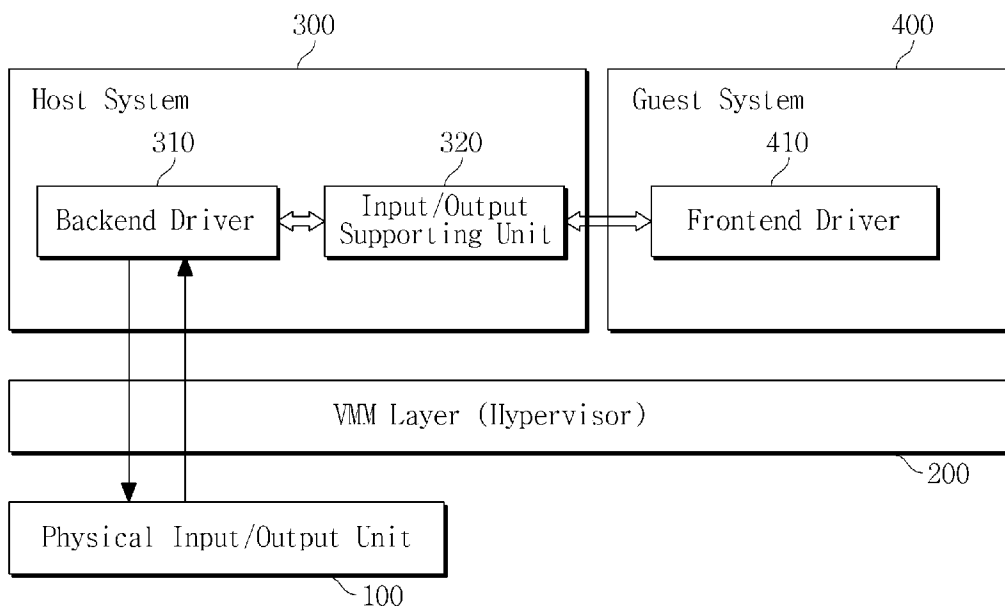 300
400
Host System
Guest System
310
320
410
Backend Driver
Input/Output
Supporting Unit
Frontend Driver
VMM Layer (Hypervisor)
200
Physical Input/Output Unit
100